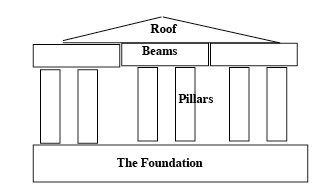 Roof
Beams
Pillars
The Foundation